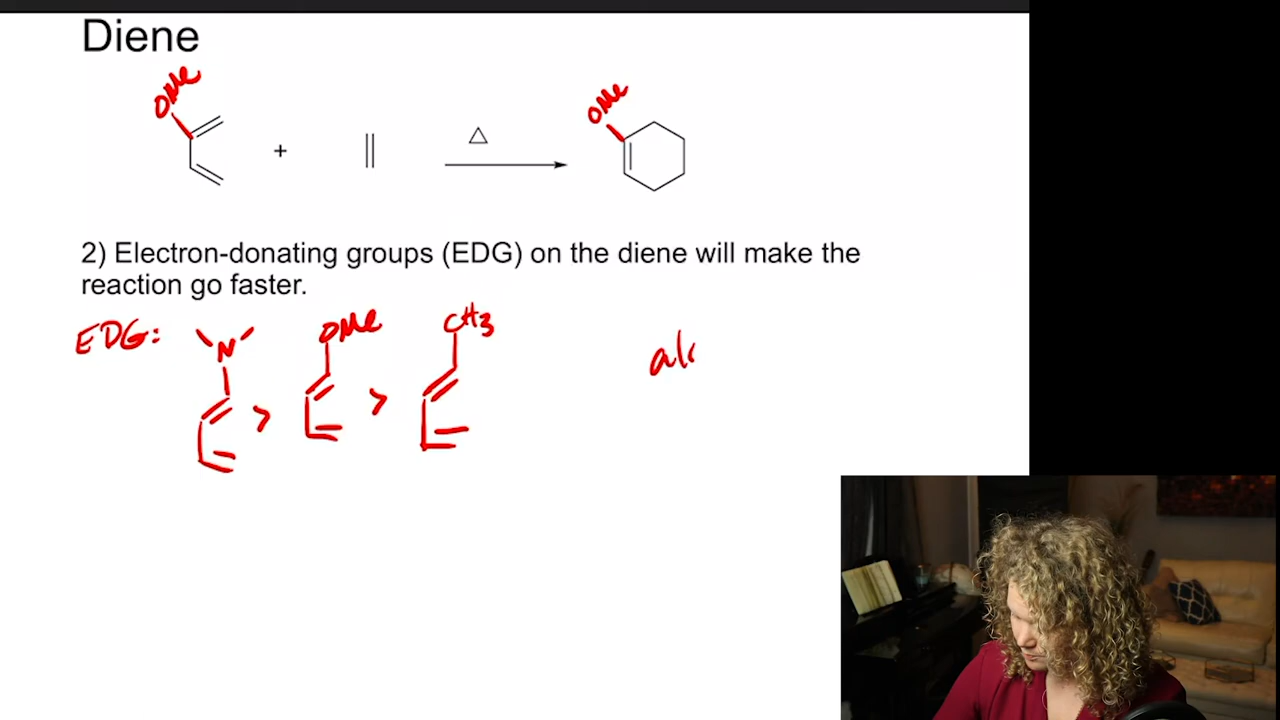 Diene
OMe
OMe
+ || △
2) Electron-donating groups (EDG) on the diene will make the
reaction go faster.
EDG: N > OMe > CH3
alk